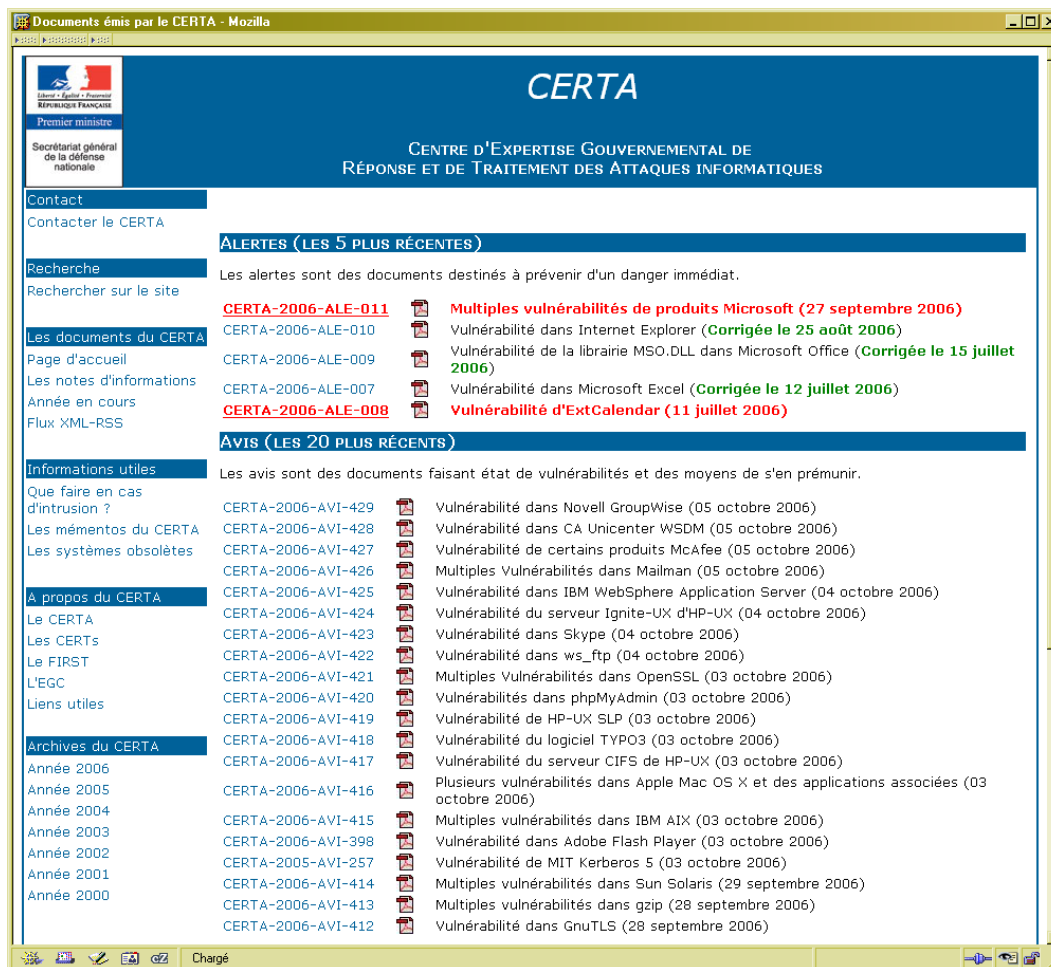 Documents émis par le CERTA - Mozilla
Liberté • Égalité • Fraternité
RÉPUBLIQUE FRANÇAISE
Premier ministre
Secrétariat général
de la défense
nationale
CERTA
CENTRE D'EXPERTISE GOUVERNEMENTAL DE
RÉPONSE ET DE TRAITEMENT DES ATTAQUES INFORMATIQUES
Contact
Contacter le CERTA
Recherche
Rechercher sur le site
Les documents du CERTA
Page d'accueil
Les notes d'informations
Année en cours
Flux XML-RSS
Informations utiles
Que faire en cas
d'intrusion ?
Les mémentos du CERTA
Les systèmes obsolètes
A propos du CERTA
Le CERTA
Les CERTs
Le FIRST
L'EGC
Liens utiles
Archives du CERTA
Année 2006
Année 2005
Année 2004
Année 2003
Année 2002
Année 2001
Année 2000
ALERTES (LES 5 PLUS RÉCENTES)
Les alertes sont des documents destinés à prévenir d'un danger immédiat.
CERTA-2006-ALE-011 Multiples vulnérabilités de produits Microsoft (27 septembre 2006)
CERTA-2006-ALE-010 Vulnérabilité dans Internet Explorer (Corrigée le 25 août 2006)
CERTA-2006-ALE-009 Vulnérabilité de la librairie MSO.DLL dans Microsoft Office (Corrigée le 15 juillet
2006)
CERTA-2006-ALE-007 Vulnérabilité dans Microsoft Excel (Corrigée le 12 juillet 2006)
CERTA-2006-ALE-008 Vulnérabilité d'ExtCalendar (11 juillet 2006)
AVIS (LES 20 PLUS RÉCENTS)
Les avis sont des documents faisant état de vulnérabilités et des moyens de s'en prémunir.
CERTA-2006-AVI-429 Vulnérabilité dans Novell GroupWise (05 octobre 2006)
CERTA-2006-AVI-428 Vulnérabilité dans CA Unicenter WSDM (05 octobre 2006)
CERTA-2006-AVI-427 Vulnérabilité de certains produits McAfee (05 octobre 2006)
CERTA-2006-AVI-426 Multiples Vulnérabilités dans Mailman (05 octobre 2006)
CERTA-2006-AVI-425 Vulnérabilité dans IBM WebSphere Application Server (04 octobre 2006)
CERTA-2006-AVI-424 Vulnérabilité du serveur Ignite-UX d'HP-UX (04 octobre 2006)
CERTA-2006-AVI-423 Vulnérabilité dans Skype (04 octobre 2006)
CERTA-2006-AVI-422 Vulnérabilité dans ws_ftp (04 octobre 2006)
CERTA-2006-AVI-421 Multiples Vulnérabilités dans OpenSSL (03 octobre 2006)
CERTA-2006-AVI-420 Vulnérabilités dans phpMyAdmin (03 octobre 2006)
CERTA-2006-AVI-419 Vulnérabilité de HP-UX SLP (03 octobre 2006)
CERTA-2006-AVI-418 Vulnérabilité du logiciel TYPO3 (03 octobre 2006)
CERTA-2006-AVI-417 Vulnérabilité du serveur CIFS de HP-UX (03 octobre 2006)
CERTA-2006-AVI-416 Plusieurs vulnérabilités dans Apple Mac OS X et des applications associées (03
octobre 2006)
CERTA-2006-AVI-415 Multiples vulnérabilités dans IBM AIX (03 octobre 2006)
CERTA-2006-AVI-398 Vulnérabilité dans Adobe Flash Player (03 octobre 2006)
CERTA-2005-AVI-257 Vulnérabilité de MIT Kerberos 5 (03 octobre 2006)
CERTA-2006-AVI-414 Multiples vulnérabilités dans Sun Solaris (29 septembre 2006)
CERTA-2006-AVI-413 Multiples vulnérabilités dans gzip (28 septembre 2006)
CERTA-2006-AVI-412 Vulnérabilité dans GnuTLS (28 septembre 2006)
Chargé